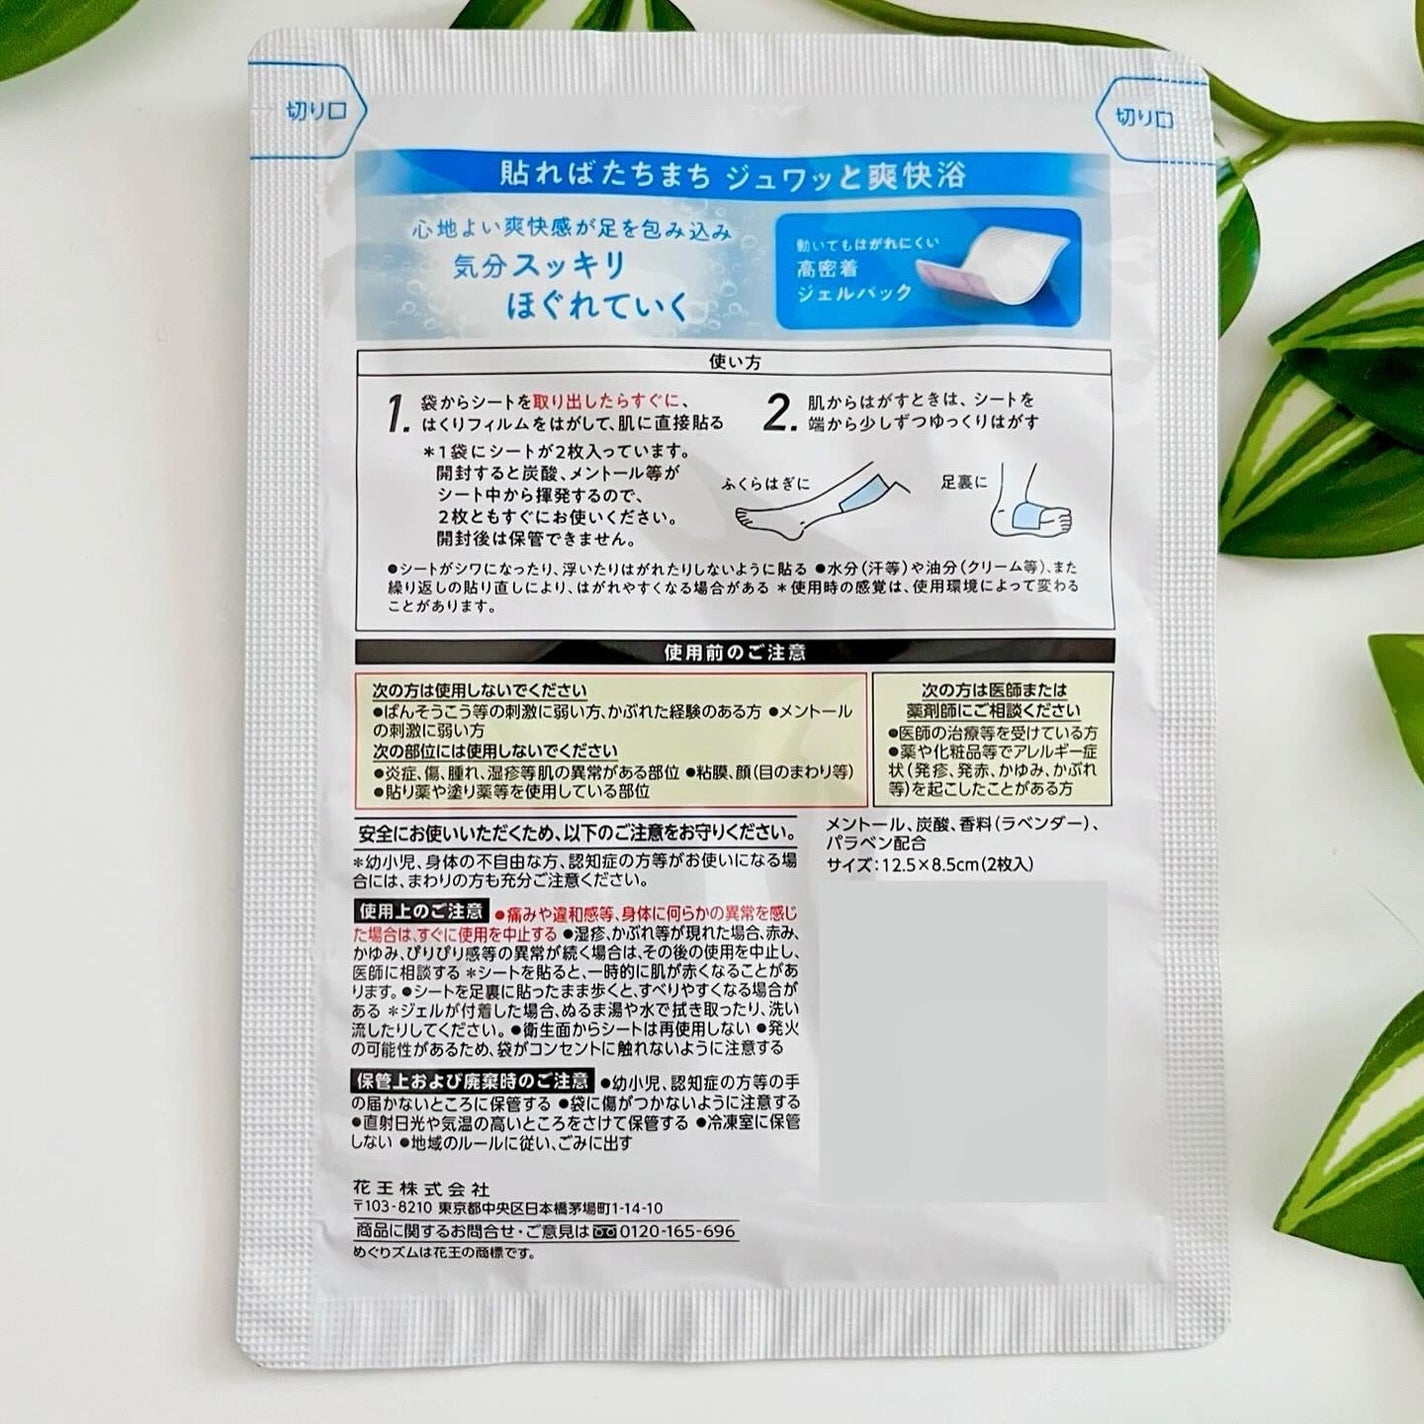 切り口
切り口
貼ればたちまち ジュワッと爽快浴
心地よい爽快感が足を包み込み
気分スッキリ
ほぐれていく
動いてもはがれにくい
高密着
ジェルパック
使い方
1. 袋からシートを取り出したらすぐに、
はくりフィルムをはがして、肌に直接貼る
＊1袋にシートが2枚入っています。
開封すると炭酸、メントール等が
シート中から揮発するので、
2枚ともすぐにお使いください。
開封後は保管できません。
2. 肌からはがすときは、シートを
端から少しずつゆっくりはがす
ふくらはぎに
足裏に
●シートがシワになったり、浮いたりはがれたりしないように貼る ●水分(汗等)や油分(クリーム等)、また
繰り返しの貼り直しにより、はがれやすくなる場合がある ＊使用時の感覚は、使用環境によって変わる
ことがあります。
使用前のご注意
次の方は使用しないでください
●ばんそうこう等の刺激に弱い方、かぶれた経験のある方 ●メントール
の刺激に弱い方
次の部位には使用しないでください
●炎症、傷、腫れ、湿疹等肌の異常がある部位 ●粘膜、顔(目のまわり等)
●貼り薬や塗り薬等を使用している部位
次の方は医師または
薬剤師にご相談ください
●医師の治療等を受けている方
●薬や化粧品等でアレルギー症
状(発疹、発赤、かゆみ、かぶれ
等)を起こしたことがある方
安全にお使いいただくため、以下のご注意をお守りください。
＊幼小児、身体の不自由な方、認知症の方等がお使いになる場
合には、まわりの方も充分ご注意ください。
使用上のご注意 ●痛みや違和感等、身体に何らかの異常を感じ
た場合は、すぐに使用を中止する ●湿疹、かぶれ等が現れた場合、赤み、
かゆみ、ぴりぴり感等の異常が続く場合は、その後の使用を中止し、
医師に相談する ＊シートを貼ると、一時的に肌が赤くなることがあ
ります。●シートを足裏に貼ったまま歩くと、すべりやすくなる場合が
ある ＊ジェルが付着した場合、ぬるま湯や水で拭き取ったり、洗い
流したりしてください。●衛生面からシートは再使用しない ●発火
の可能性があるため、袋がコンセントに触れないように注意する
保管上および廃棄時のご注意 ●幼小児、認知症の方等の手
の届かないところに保管する ●袋に傷がつかないように注意する
●直射日光や気温の高いところをさけて保管する ●冷凍室に保管
しない ●地域のルールに従い、ごみに出す
メントール、炭酸、香料(ラベンダー)、
パラベン配合
サイズ：12.5×8.5cm(2枚入)
花王株式会社
〒103-8210 東京都中央区日本橋茅場町1-14-10
商品に関するお問合せ・ご意見は 0120-165-696
めぐりズムは花王の商標です。